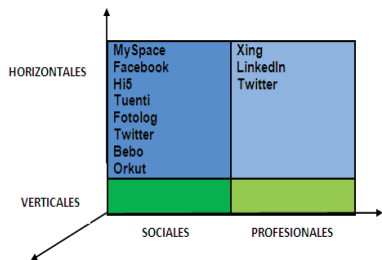 HORIZONTALES
MySpace
Facebook
Hi5
Tuenti
Fotolog
Twitter
Bebo
Orkut
Xing
LinkedIn
Twitter
VERTICALES
SOCIALES
PROFESIONALES